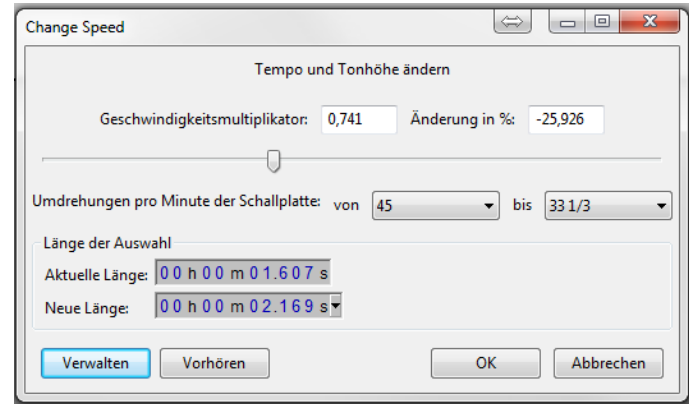 Change Speed
Tempo und Tonhöhe ändern
Geschwindigkeitsmultiplikator: 0,741 Änderung in %: -25,926
Umdrehungen pro Minute der Schallplatte: von 45 bis 33 1/3
Länge der Auswahl
Aktuelle Länge: 00 h 00 m 01.607 s
Neue Länge: 00 h 00 m 02.169 s
Verwalten Vorhören OK Abbrechen